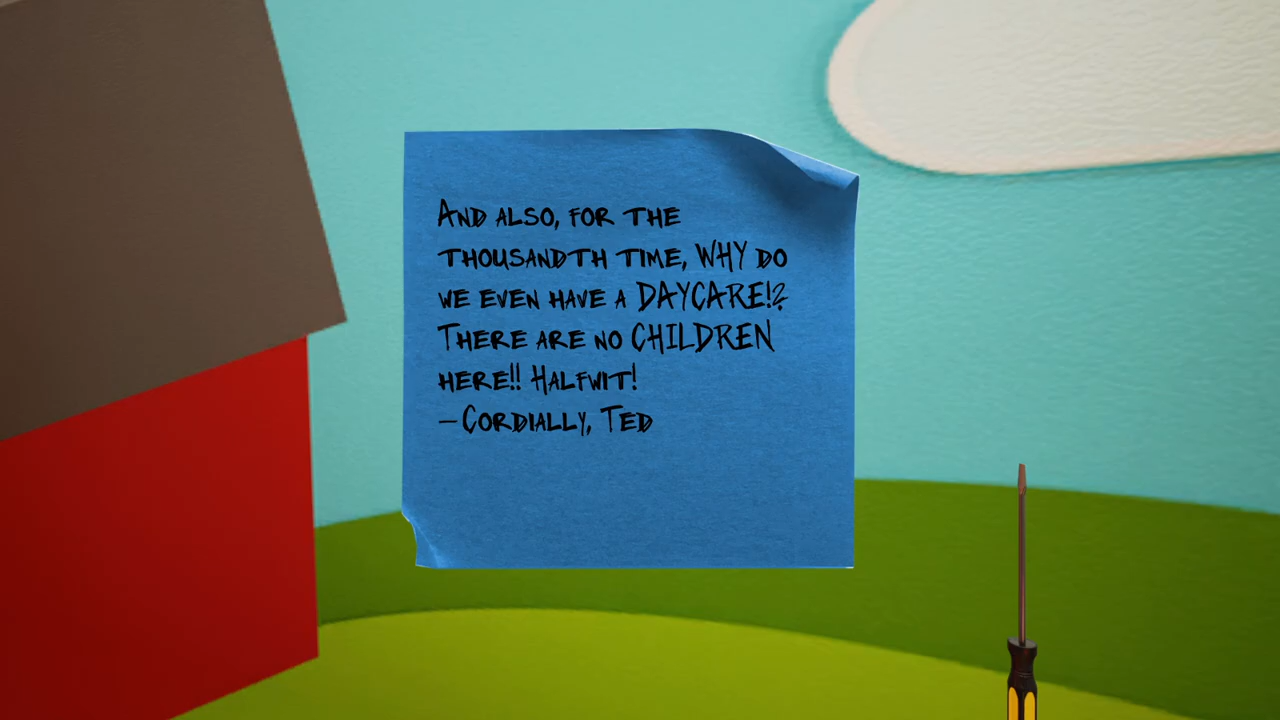 And also, for the
thousandth time, WHY do
we even have a DAYCARE!?
There are no CHILDREN
here!! Halfwit!
– Cordially, Ted